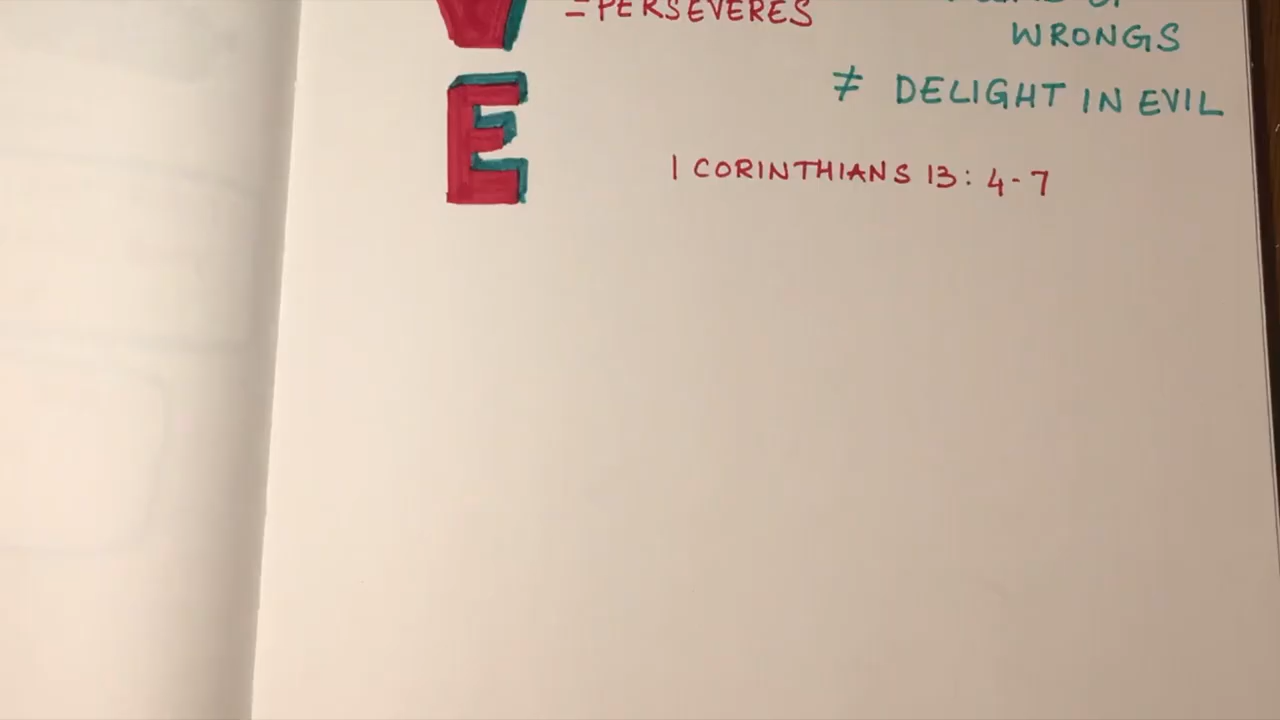 V
= PERSEVERES
WRONGS
≠ DELIGHT IN EVIL
E
1 CORINTHIANS 13: 4-7